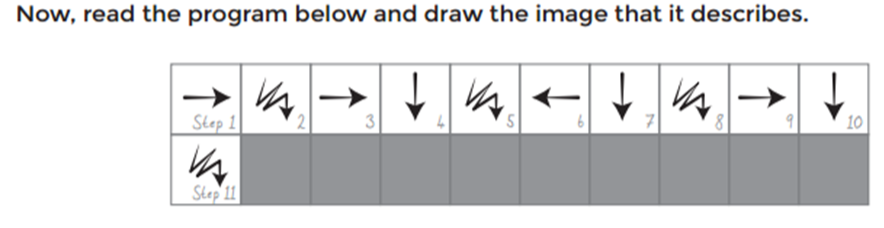 Now, read the program below and draw the image that it describes.
Step 1 2 3 4 5 6 7 8 9 10
Step 11